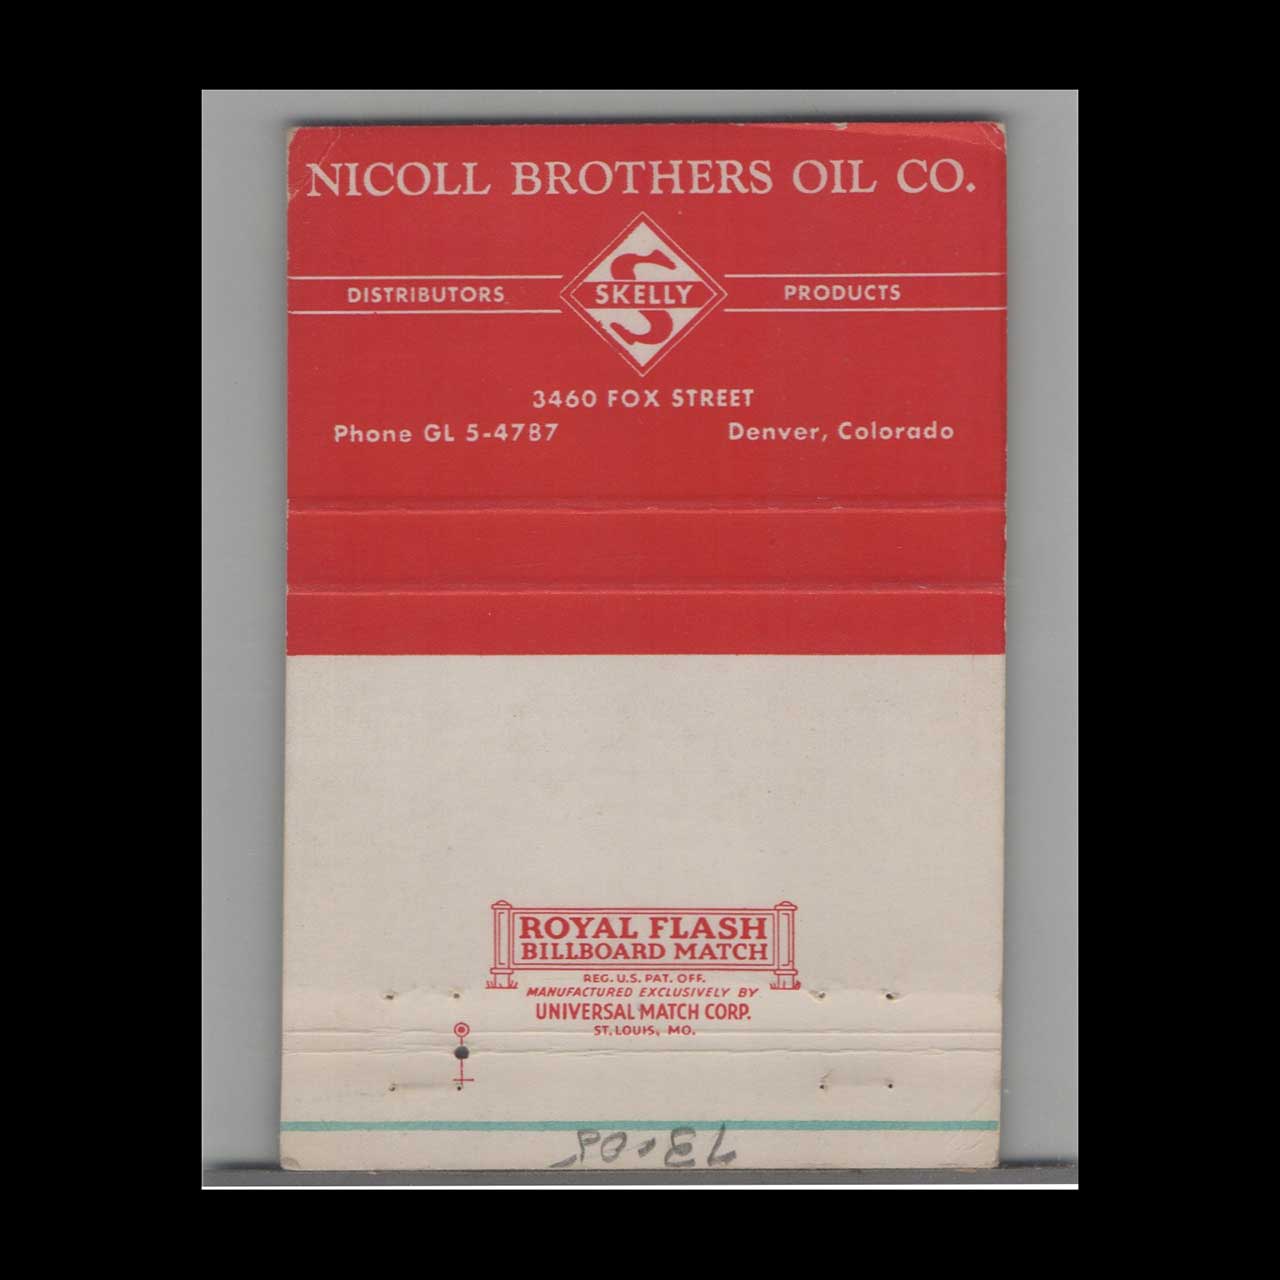 NICOLL BROTHERS OIL CO.
DISTRIBUTORS SKELLY PRODUCTS
3460 FOX STREET
Phone GL 5-4787 Denver, Colorado
ROYAL FLASH
BILLBOARD MATCH
REG. U.S. PAT. OFF.
MANUFACTURED EXCLUSIVELY BY
UNIVERSAL MATCH CORP.
ST. LOUIS, MO.